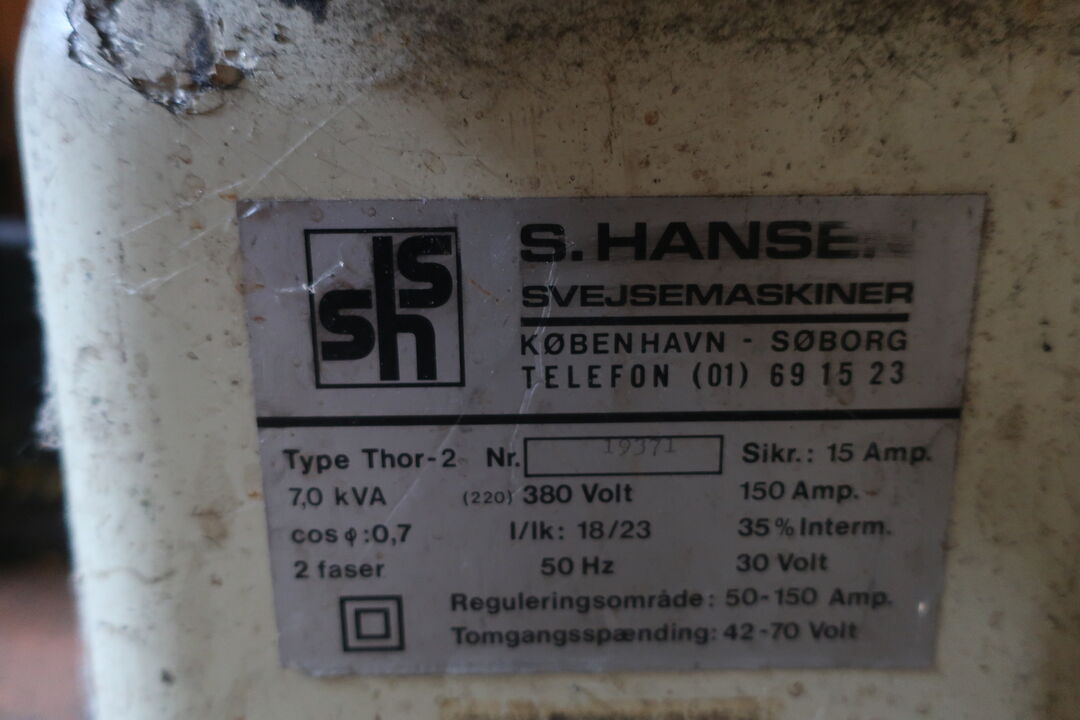 shs
S. HANSE
SVEJSEMASKINER
KØBENHAVN - SØBORG
TELEFON (01) 69 15 23
Type Thor-2 Nr. 19371 Sikr.: 15 Amp.
7,0 kVA (220) 380 Volt 150 Amp.
cos φ:0,7 I/Ik: 18/23 35% Interm.
2 faser 50 Hz 30 Volt
Reguleringsområde: 50-150 Amp.
Tomgangsspænding: 42-70 Volt